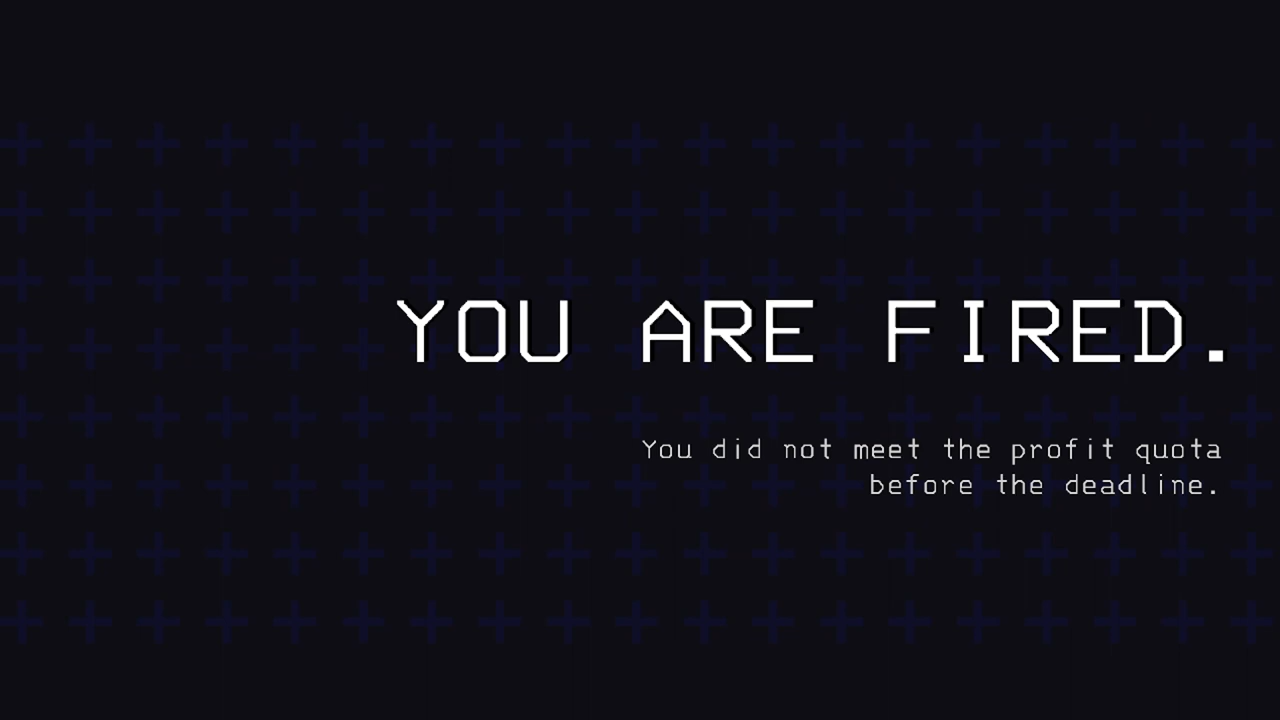 YOU ARE FIRED.
You did not meet the profit quota
before the deadline.